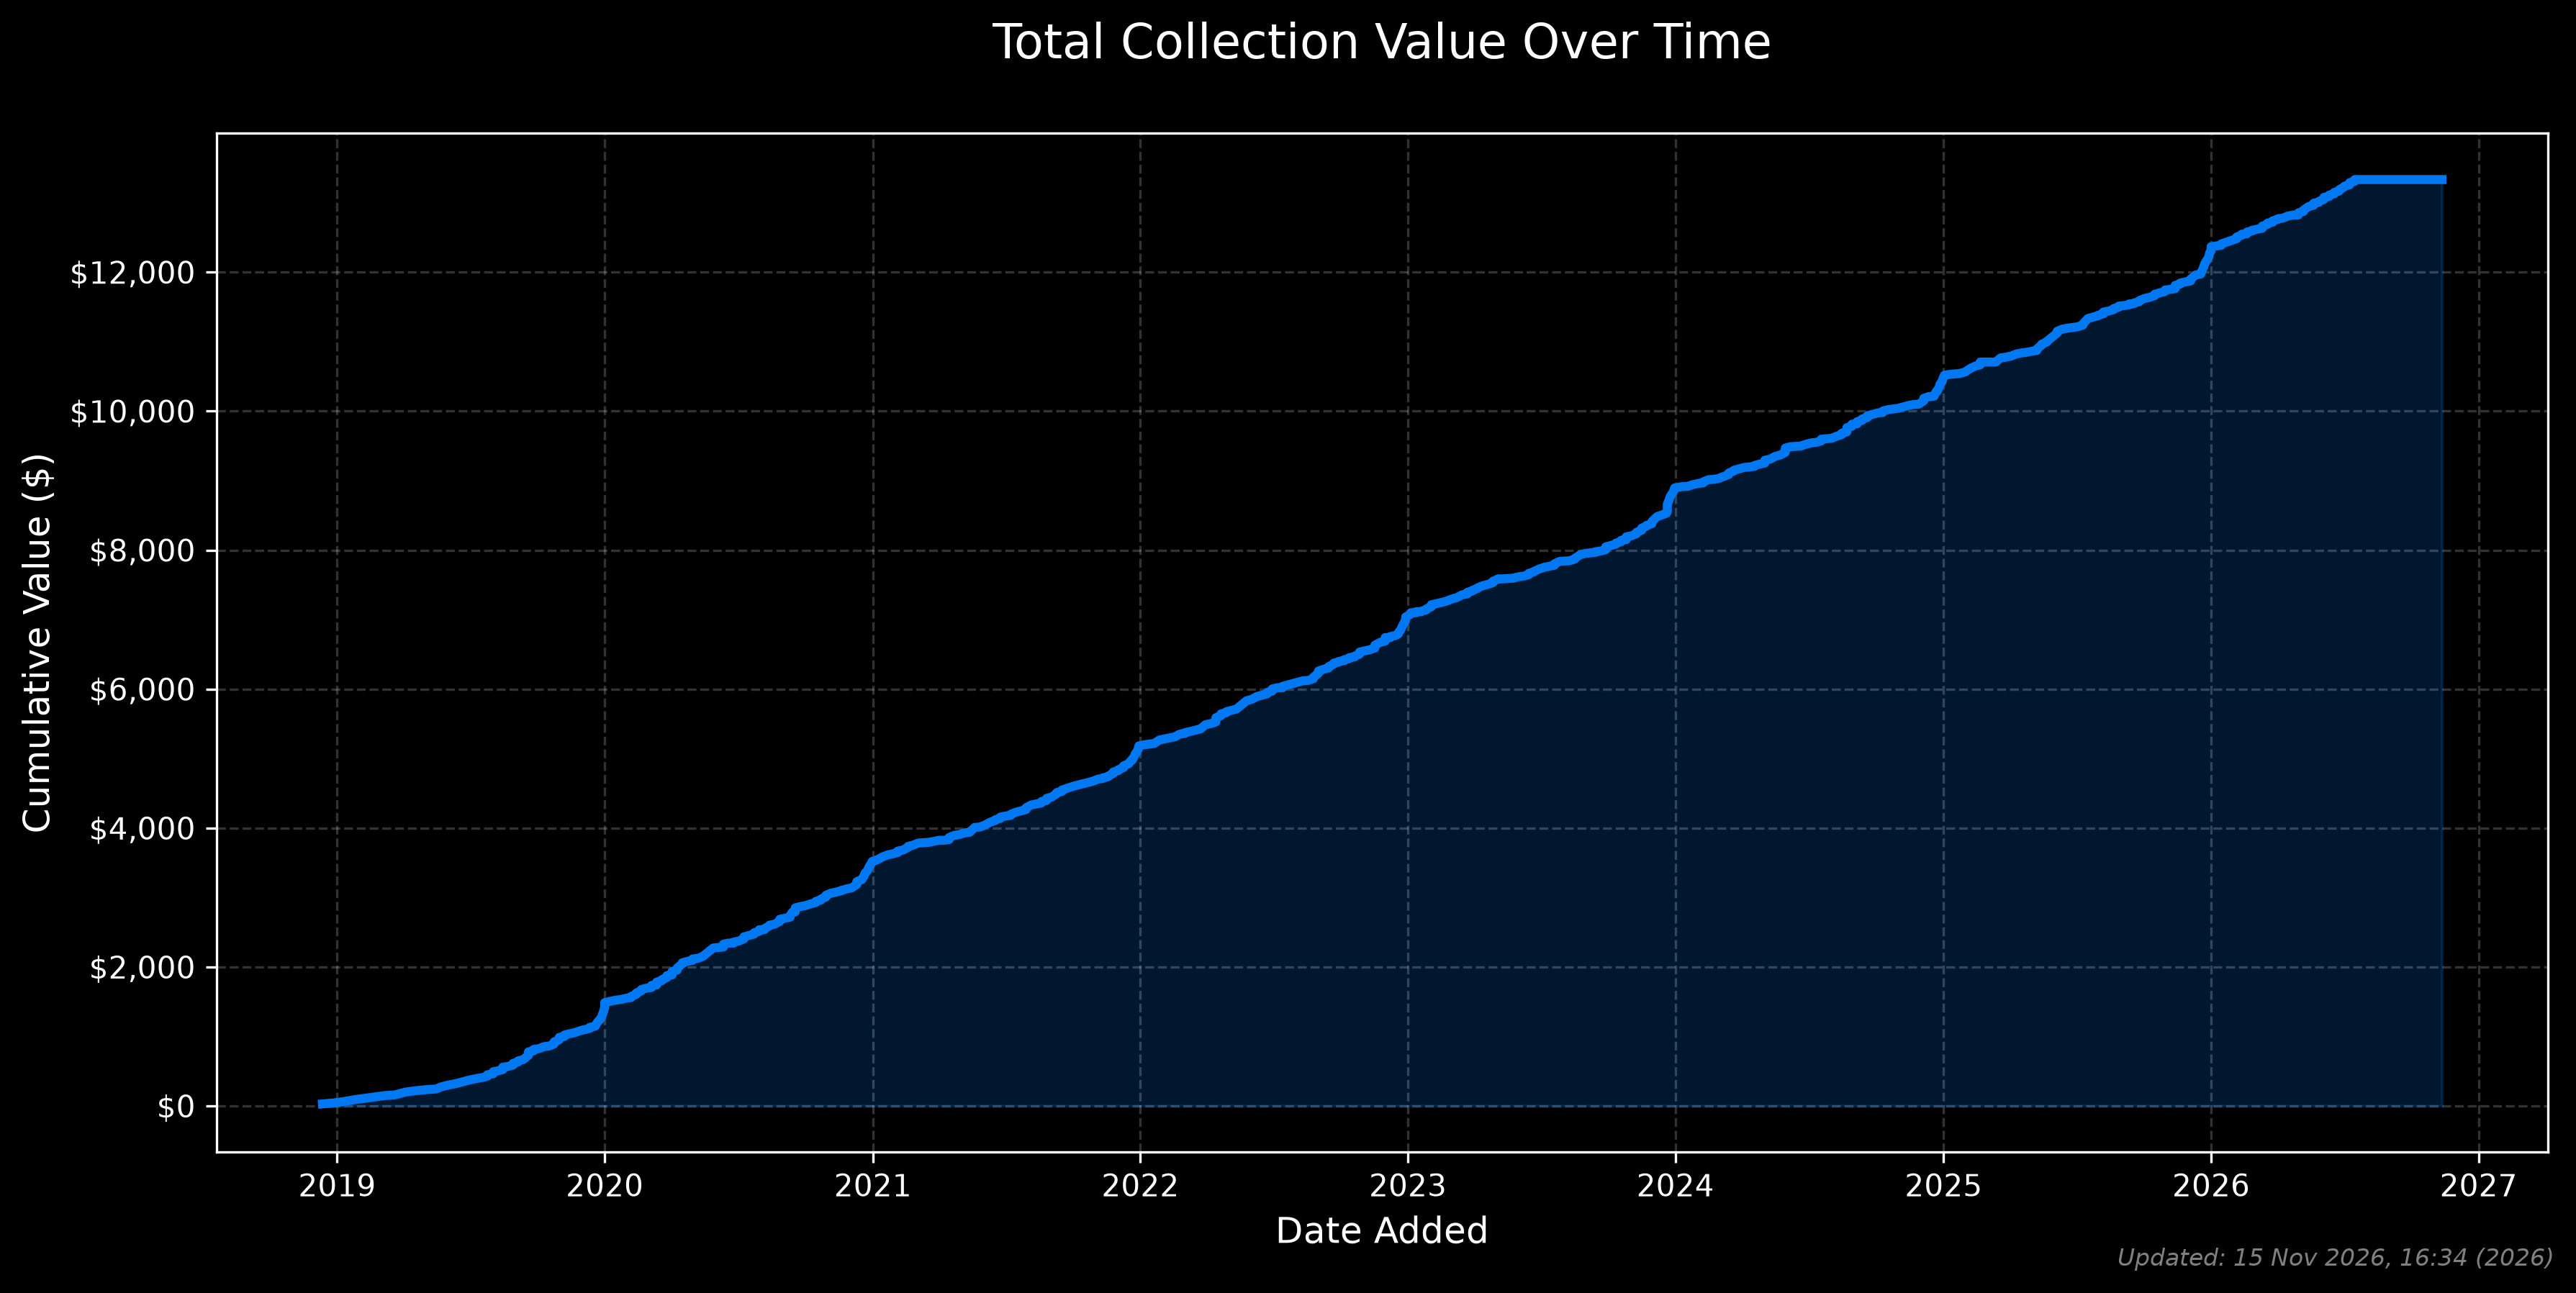 Total Collection Value Over Time
Cumulative Value ($)
$12,000
$10,000
$8,000
$6,000
$4,000
$2,000
$0
2019 2020 2021 2022 2023 2024 2025 2026 2027
Date Added
Updated: 15 Nov 2026, 16:34 (2026)